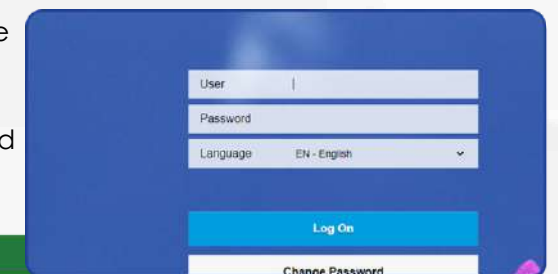 e
User
Password
d
Language EN - English
Log On
Change Password